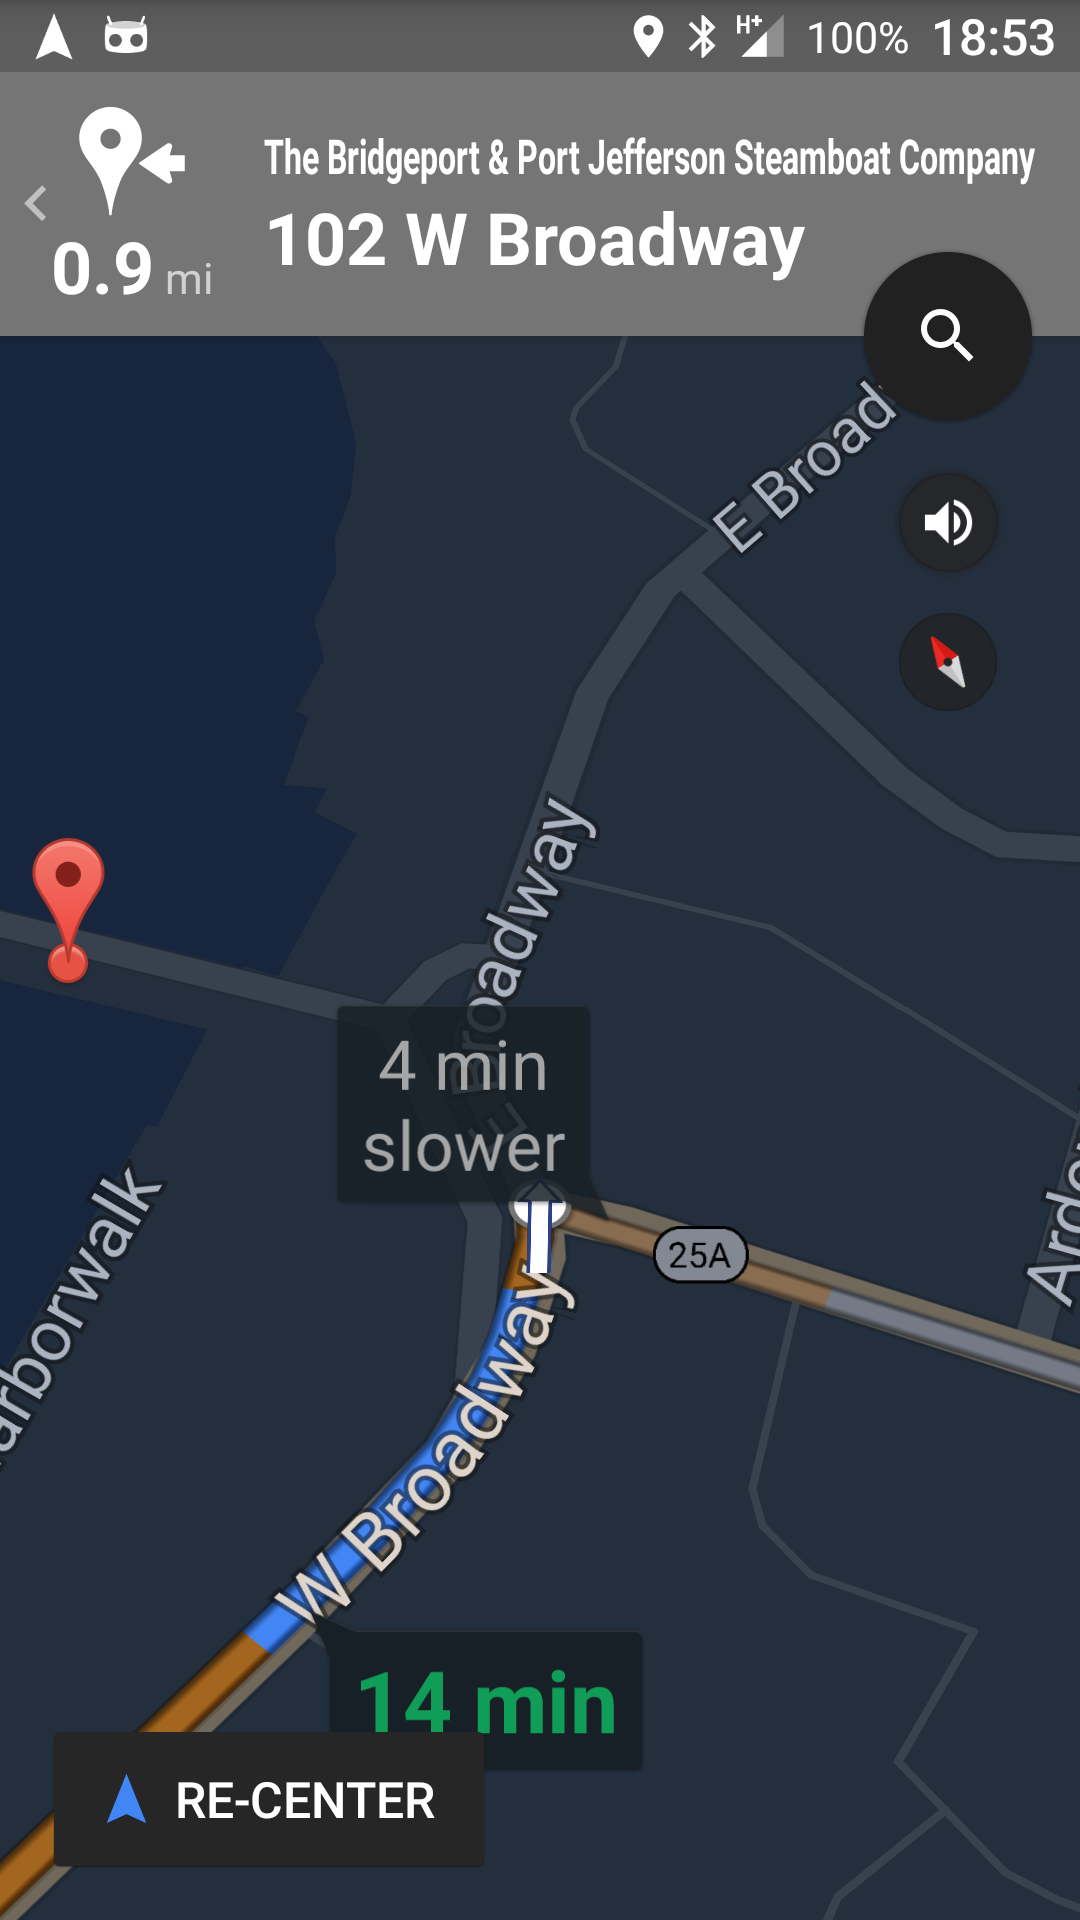 H+ 100% 18:53
The Bridgeport & Port Jefferson Steamboat Company
102 W Broadway
0.9 mi
E Broad
E Broadway
4 min
slower
25A
Arde
arborwalk
W Broadway
14 min
RE-CENTER